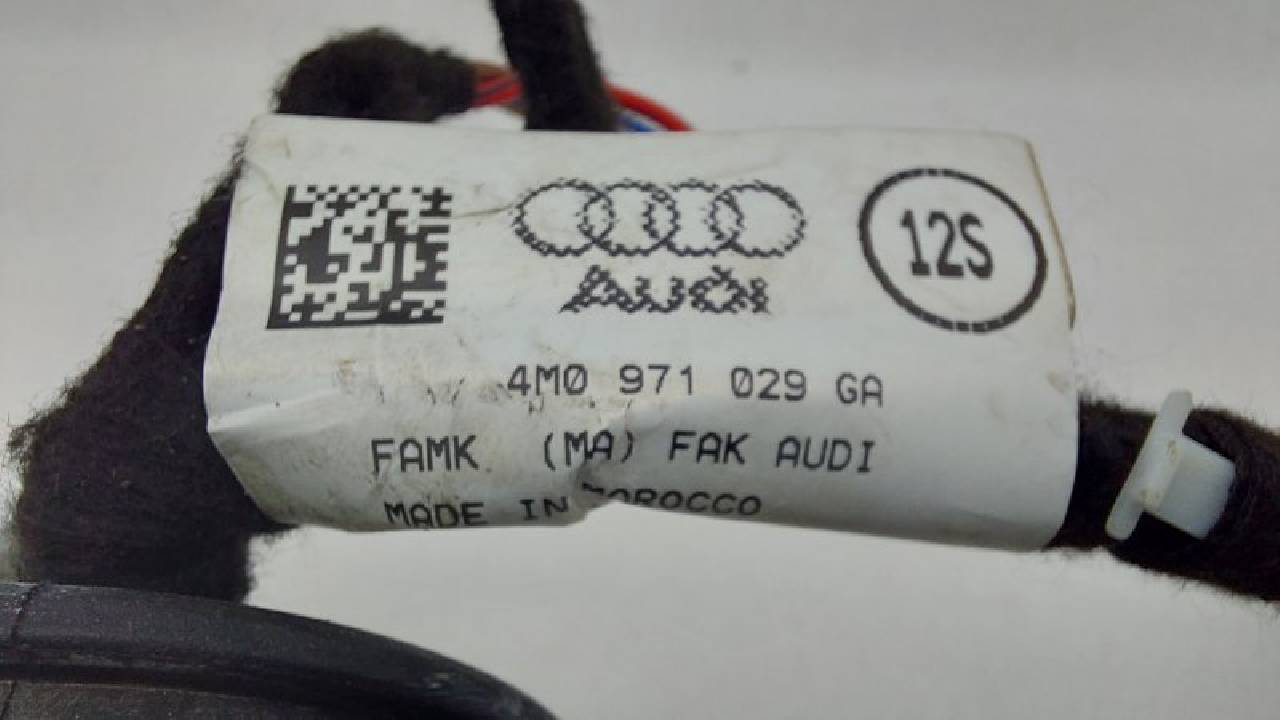 AUDI
12S
4M0 971 029 GA
FAMK (MA) FAK AUDI
MADE IN MOROCCO